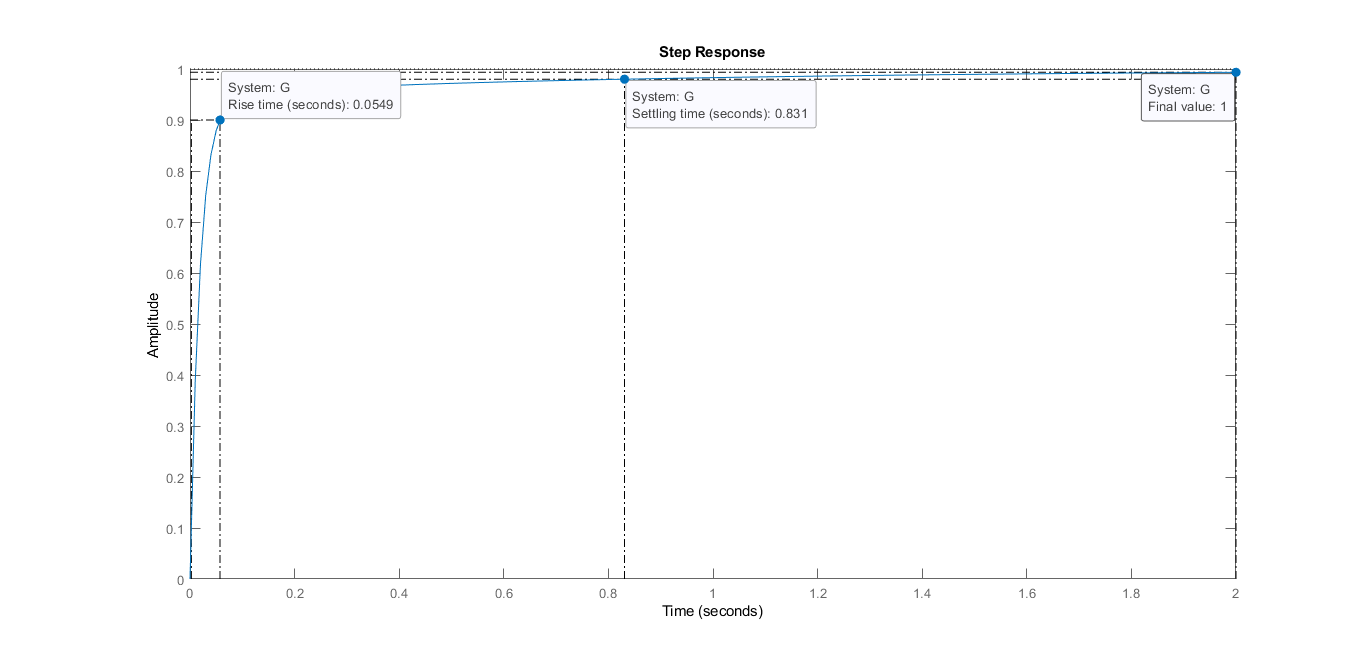 Step Response
System: G
Rise time (seconds): 0.0549
System: G
Settling time (seconds): 0.831
System: G
Final value: 1
Amplitude
1
0.9
0.8
0.7
0.6
0.5
0.4
0.3
0.2
0.1
0
0 0.2 0.4 0.6 0.8 1 1.2 1.4 1.6 1.8 2
Time (seconds)